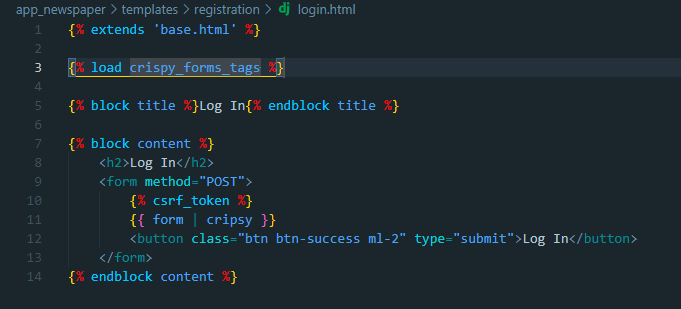 app_newspaper > templates > registration > dj login.html
1 {% extends 'base.html' %}
2
3 {% load crispy_forms_tags %}
4
5 {% block title %}Log In{% endblock title %}
6
7 {% block content %}
8 <h2>Log In</h2>
9 <form method="POST">
10 {% csrf_token %}
11 {{ form | cripsy }}
12 <button class="btn btn-success ml-2" type="submit">Log In</button>
13 </form>
14 {% endblock content %}